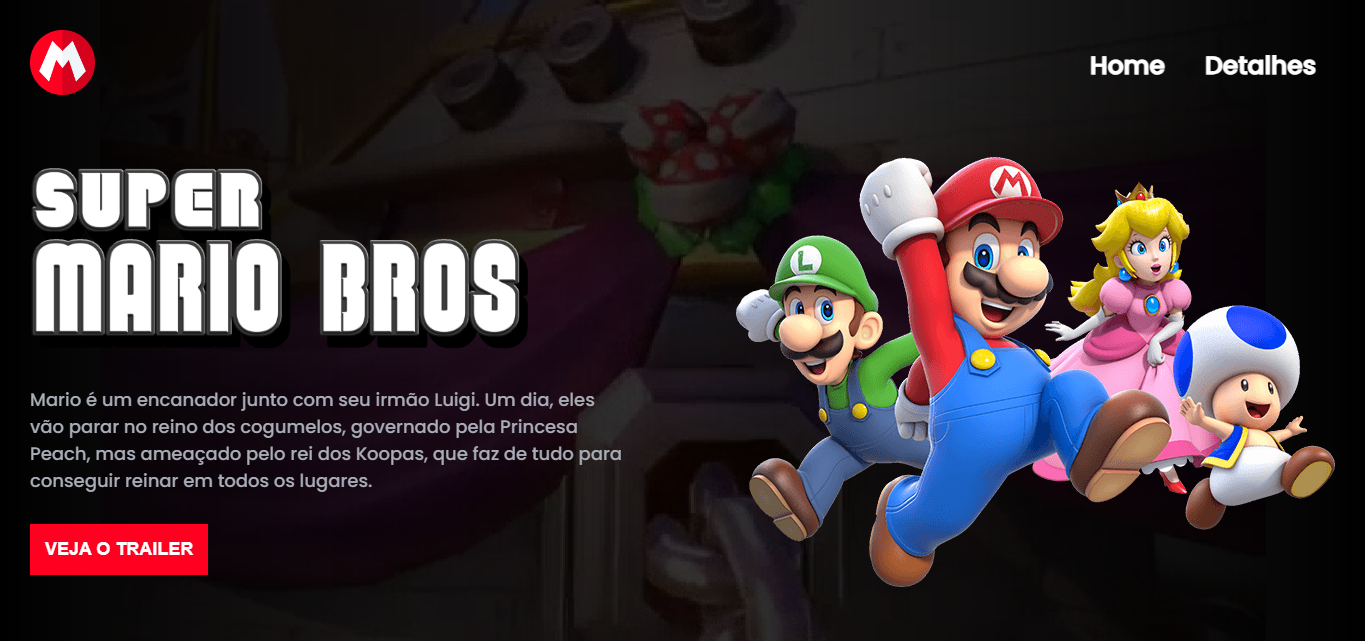 M
Home
Detalhes
SUPER
MARIO BROS
L
M
Mario é um encanador junto com seu irmão Luigi. Um dia, eles
vão parar no reino dos cogumelos, governado pela Princesa
Peach, mas ameaçado pelo rei dos Koopas, que faz de tudo para
conseguir reinar em todos os lugares.
VEJA O TRAILER